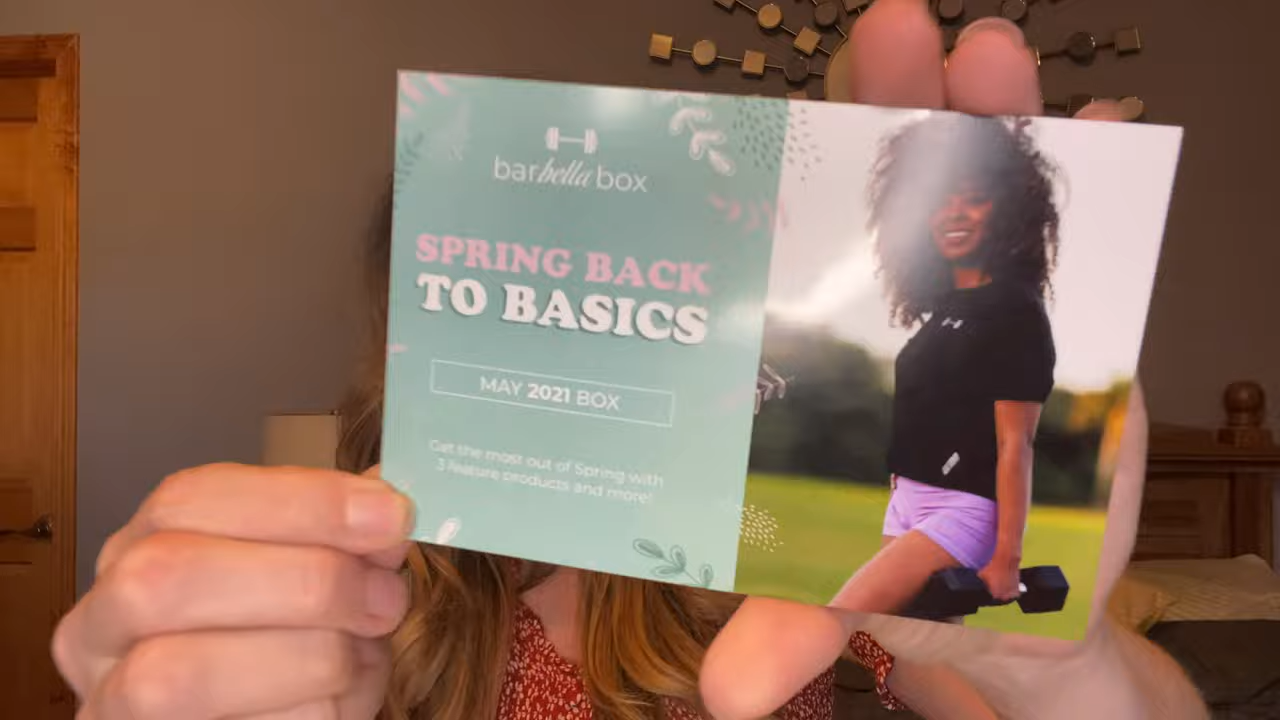 barbella box
SPRING BACK
TO BASICS
MAY 2021 BOX
Get the most out of Spring with
3 feature products and more!